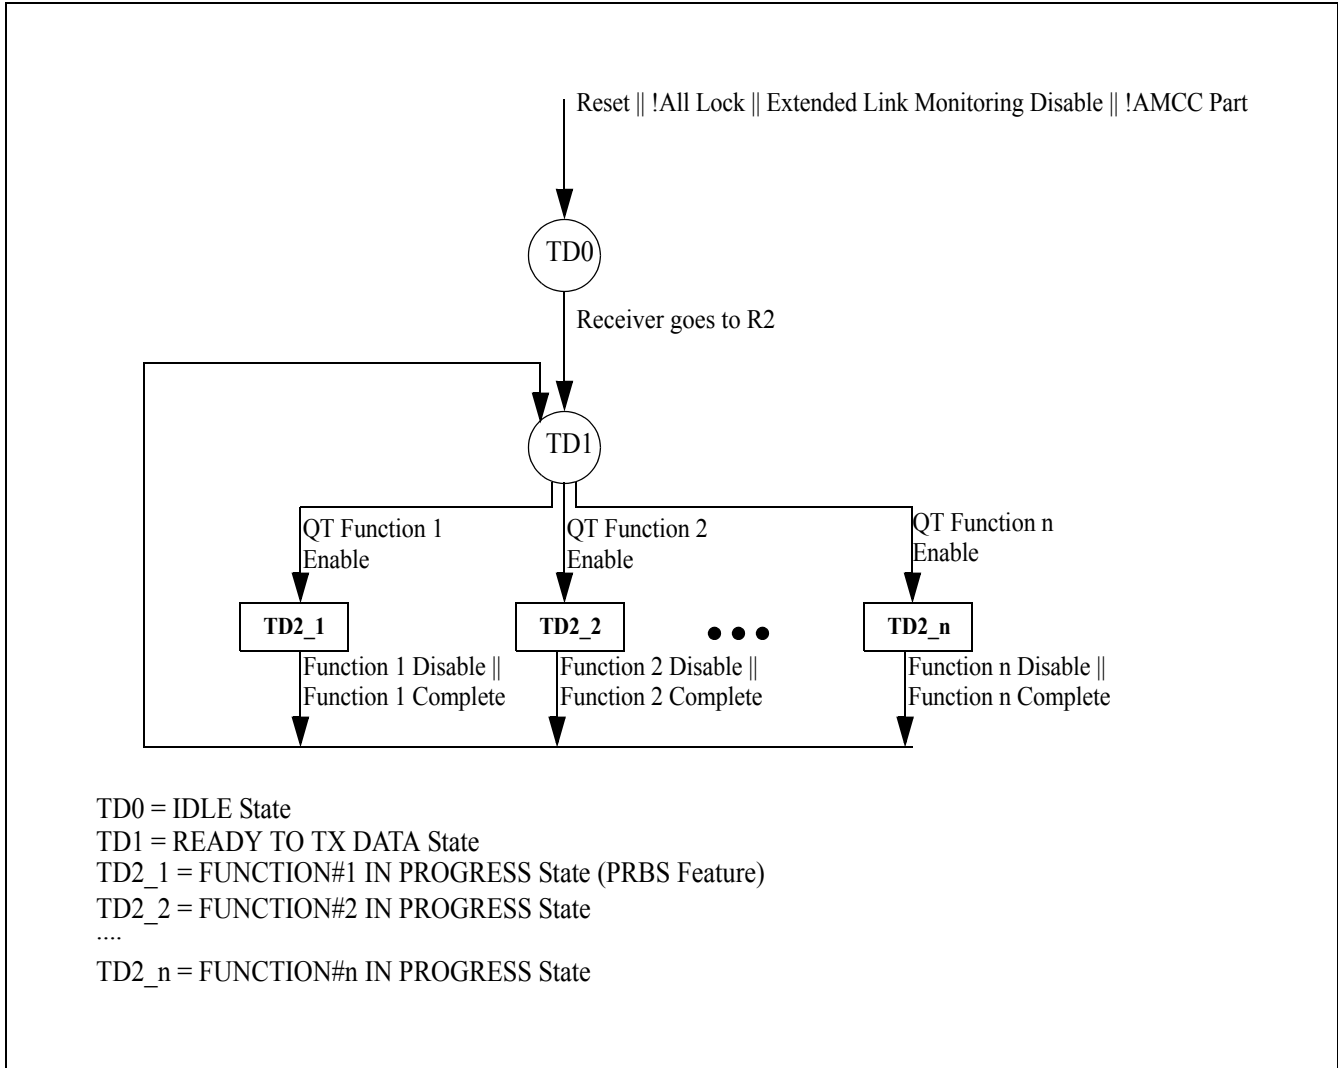 Reset || !All Lock || Extended Link Monitoring Disable || !AMCC Part
TD0
Receiver goes to R2
TD1
QT Function 1
Enable
QT Function 2
Enable
QT Function n
Enable
TD2_1
TD2_2
TD2_n
Function 1 Disable ||
Function 1 Complete
Function 2 Disable ||
Function 2 Complete
Function n Disable ||
Function n Complete
TD0 = IDLE State
TD1 = READY TO TX DATA State
TD2_1 = FUNCTION#1 IN PROGRESS State (PRBS Feature)
TD2_2 = FUNCTION#2 IN PROGRESS State
....
TD2_n = FUNCTION#n IN PROGRESS State